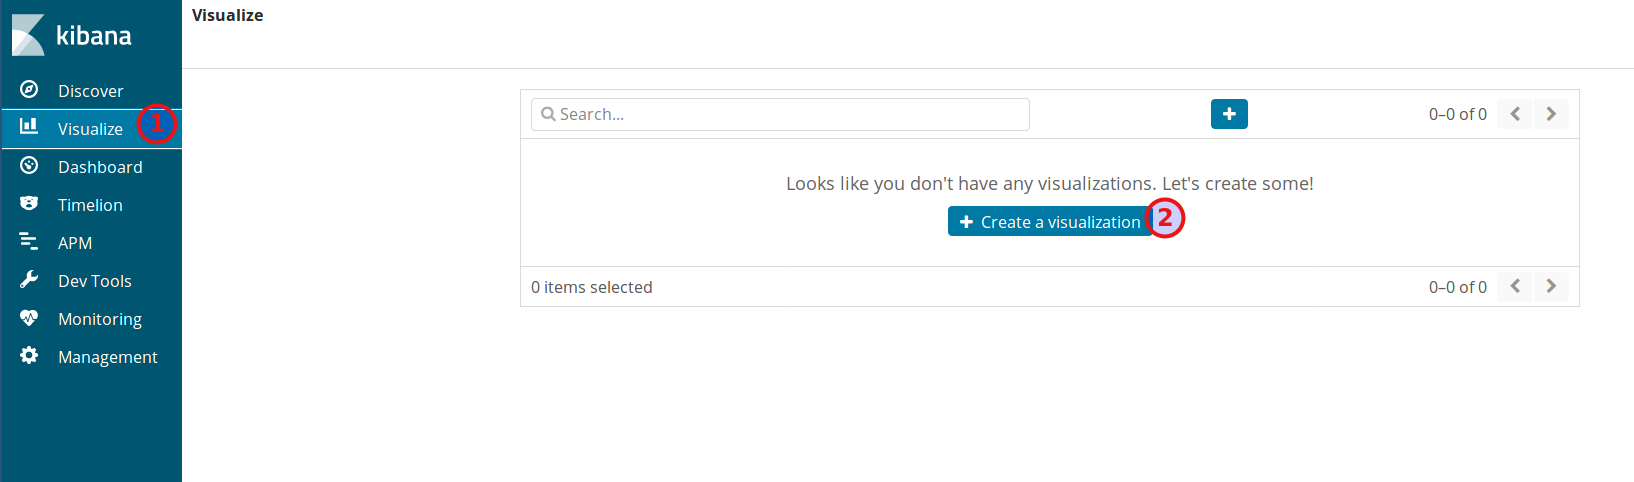 kibana
Discover
Visualize 1
Dashboard
Timelion
APM
Dev Tools
Monitoring
Management
Visualize
Search...
0–0 of 0
Looks like you don't have any visualizations. Let's create some!
Create a visualization 2
0 items selected
0–0 of 0